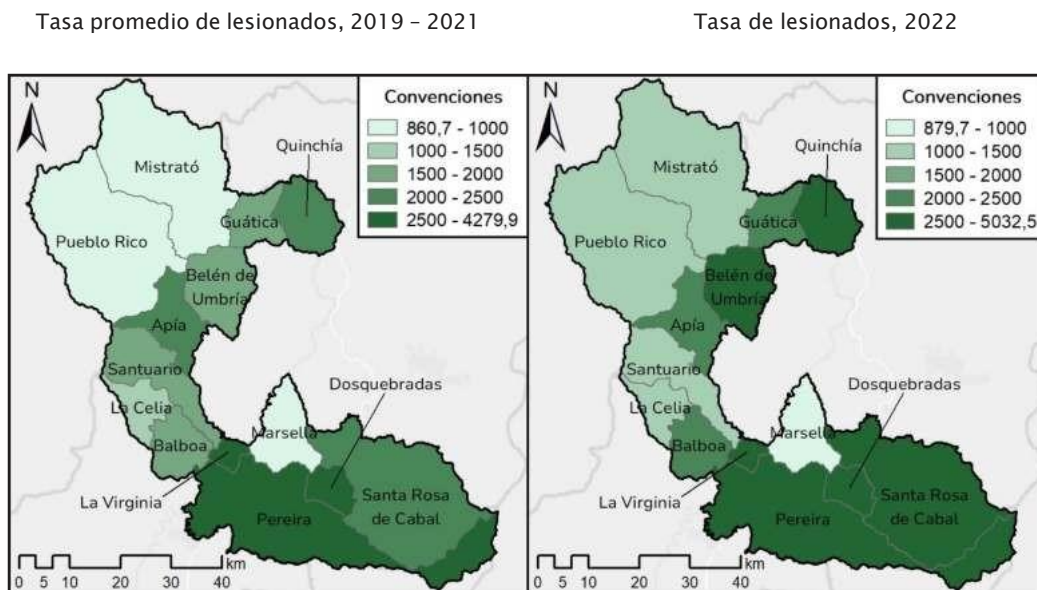 Tasa promedio de lesionados, 2019 – 2021
Tasa de lesionados, 2022
N
Convenciones
860,7 - 1000
1000 - 1500
1500 - 2000
2000 - 2500
2500 - 4279,9
Quinchía
Mistrató
Guática
Pueblo Rico
Belén de
Umbría
Apía
Santuario
Dosquebradas
La Celia
Marsella
Balboa
La Virginia
Santa Rosa
de Cabal
Pereira
km
0 10 20 30 40
N
Convenciones
879,7 - 1000
1000 - 1500
1500 - 2000
2000 - 2500
2500 - 5032,5
Quinchía
Mistrató
Guática
Pueblo Rico
Belén de
Umbría
Apía
Santuario
Dosquebradas
La Celia
Marsella
Balboa
La Virginia
Santa Rosa
de Cabal
Pereira
km
0 10 20 30 40